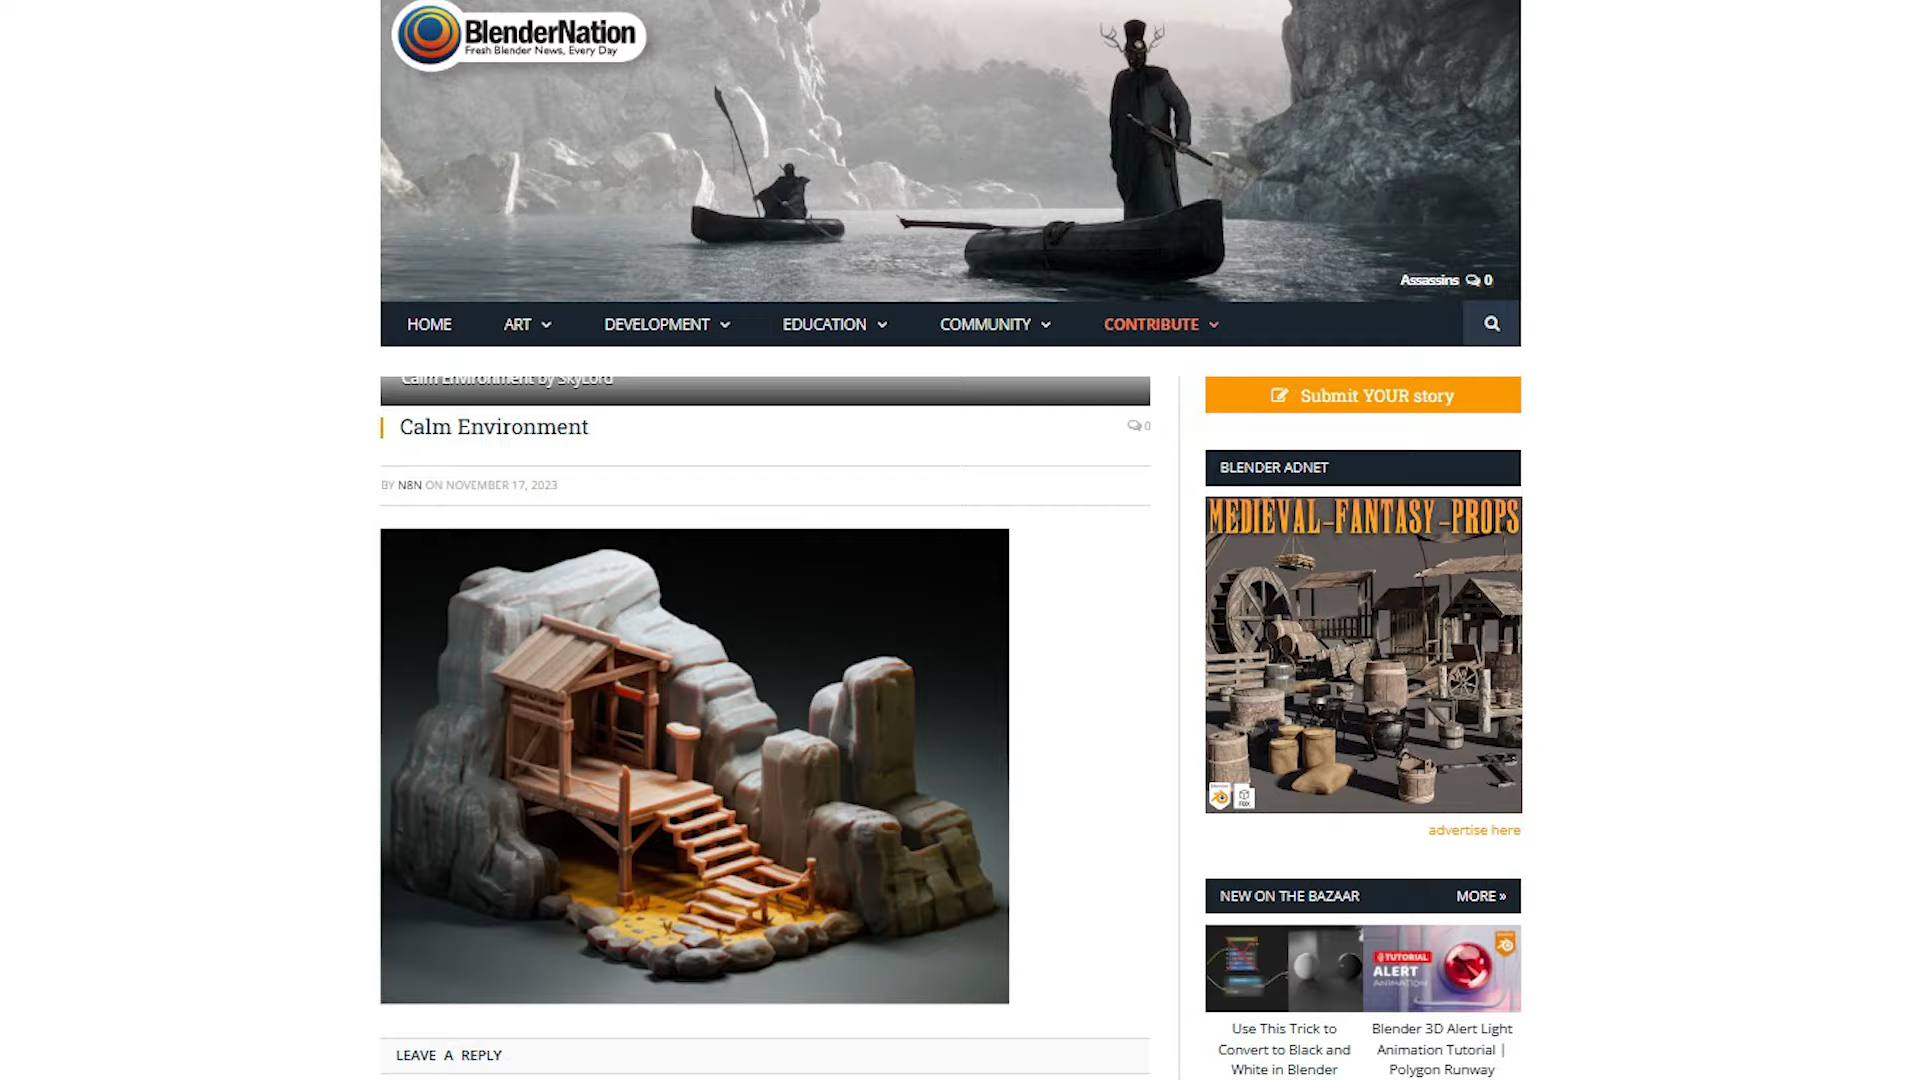 BlenderNation
Fresh Blender News, Every Day
Assassins 0
HOME ART DEVELOPMENT EDUCATION COMMUNITY CONTRIBUTE
Calm Environment by SkyLord
Calm Environment
0
BY N8N ON NOVEMBER 17, 2023
LEAVE A REPLY
Submit YOUR story
BLENDER ADNET
MEDIEVAL-FANTASY-PROPS
FBX
advertise here
NEW ON THE BAZAAR MORE »
TUTORIAL
ALERT
ANIMATION
Use This Trick to
Convert to Black and
White in Blender
Blender 3D Alert Light
Animation Tutorial |
Polygon Runway